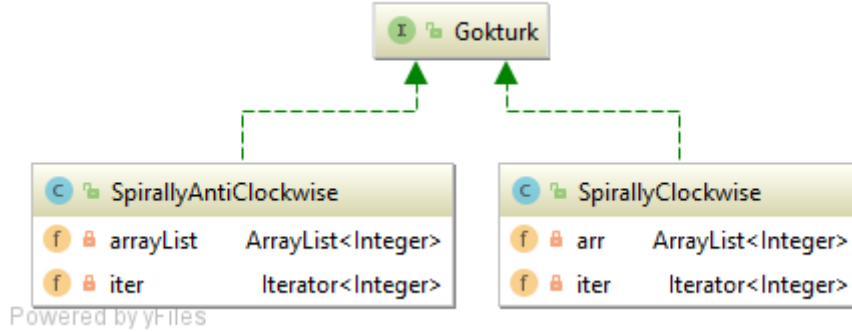 I Gokturk
C SpirallyAntiClockwise
f arrayList ArrayList<Integer>
f iter Iterator<Integer>
C SpirallyClockwise
f arr ArrayList<Integer>
f iter Iterator<Integer>
Powered by yFiles